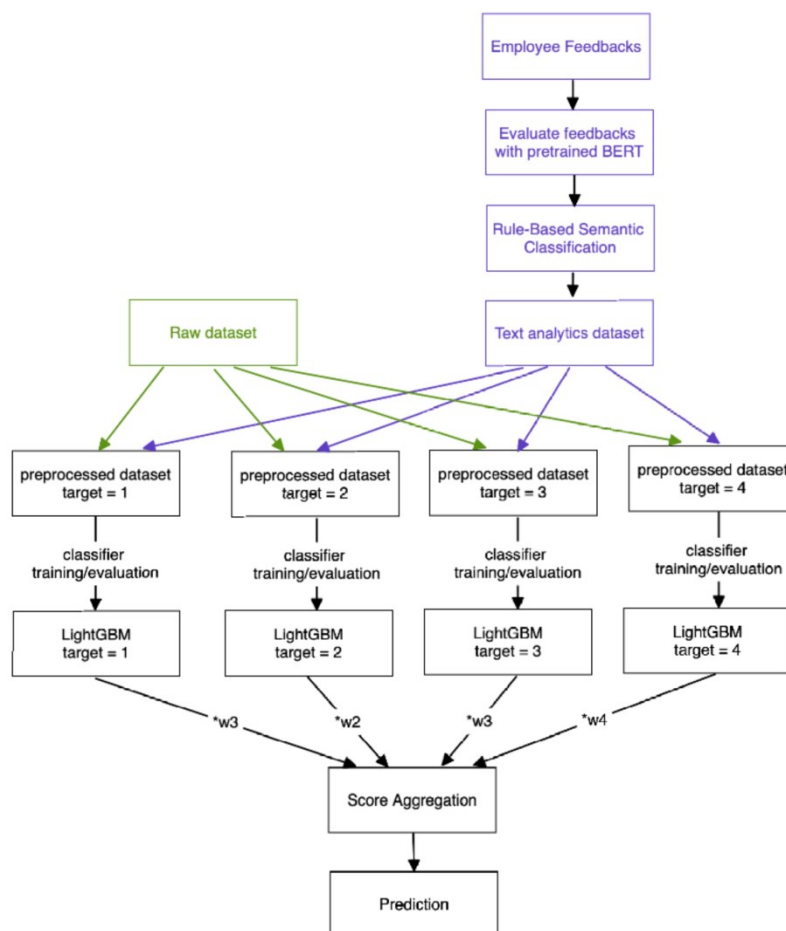 Employee Feedbacks
Evaluate feedbacks
with pretrained BERT
Rule-Based Semantic
Classification
Raw dataset
Text analytics dataset
preprocessed dataset
target = 1
preprocessed dataset
target = 2
preprocessed dataset
target = 3
preprocessed dataset
target = 4
classifier
training/evaluation
classifier
training/evaluation
classifier
training/evaluation
classifier
training/evaluation
LightGBM
target = 1
LightGBM
target = 2
LightGBM
target = 3
LightGBM
target = 4
*w3
*w2
*w3
*w4
Score Aggregation
Prediction